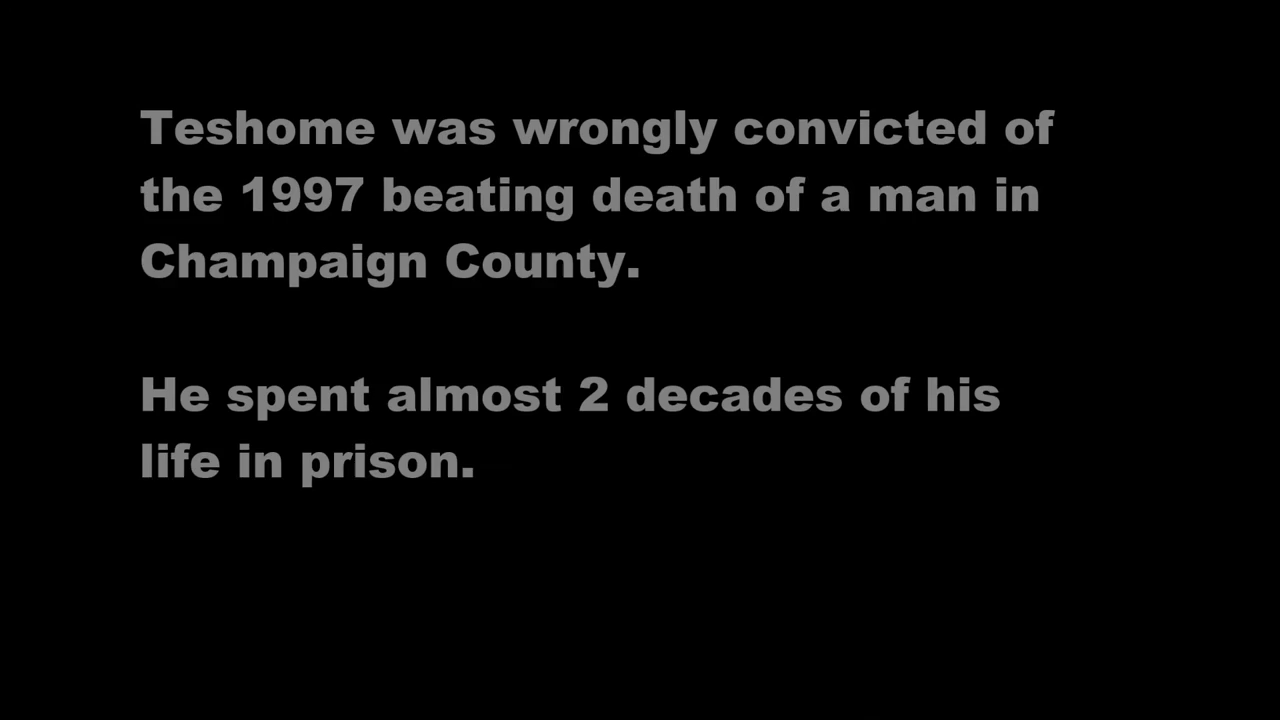 Teshome was wrongly convicted of
the 1997 beating death of a man in
Champaign County.
He spent almost 2 decades of his
life in prison.